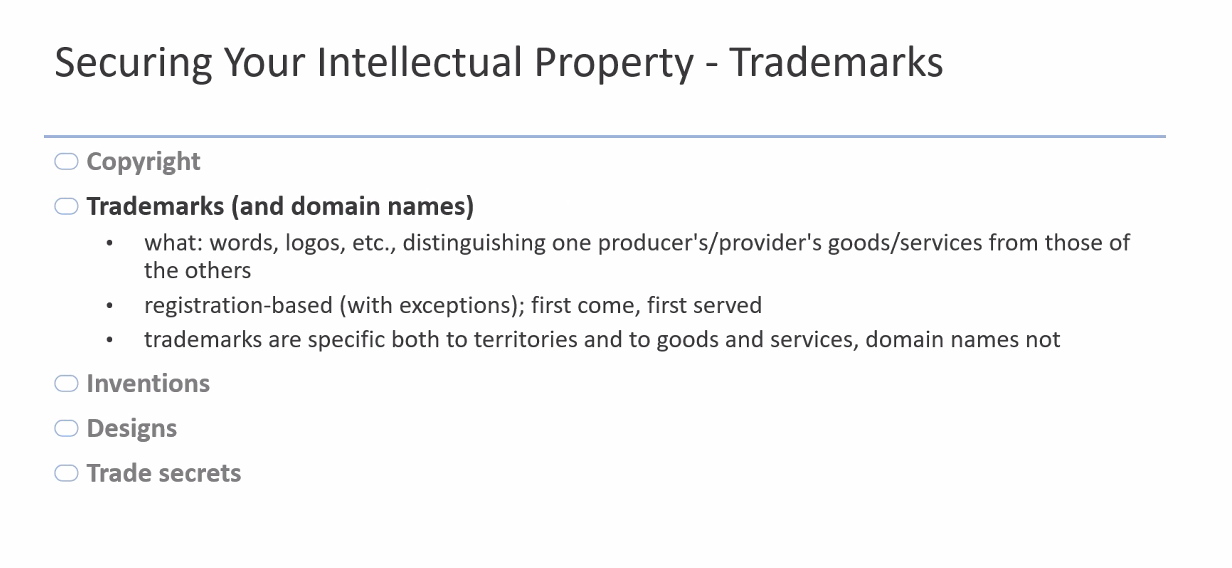 Securing Your Intellectual Property - Trademarks
Copyright
Trademarks (and domain names)
• what: words, logos, etc., distinguishing one producer's/provider's goods/services from those of
the others
• registration-based (with exceptions); first come, first served
• trademarks are specific both to territories and to goods and services, domain names not
Inventions
Designs
Trade secrets